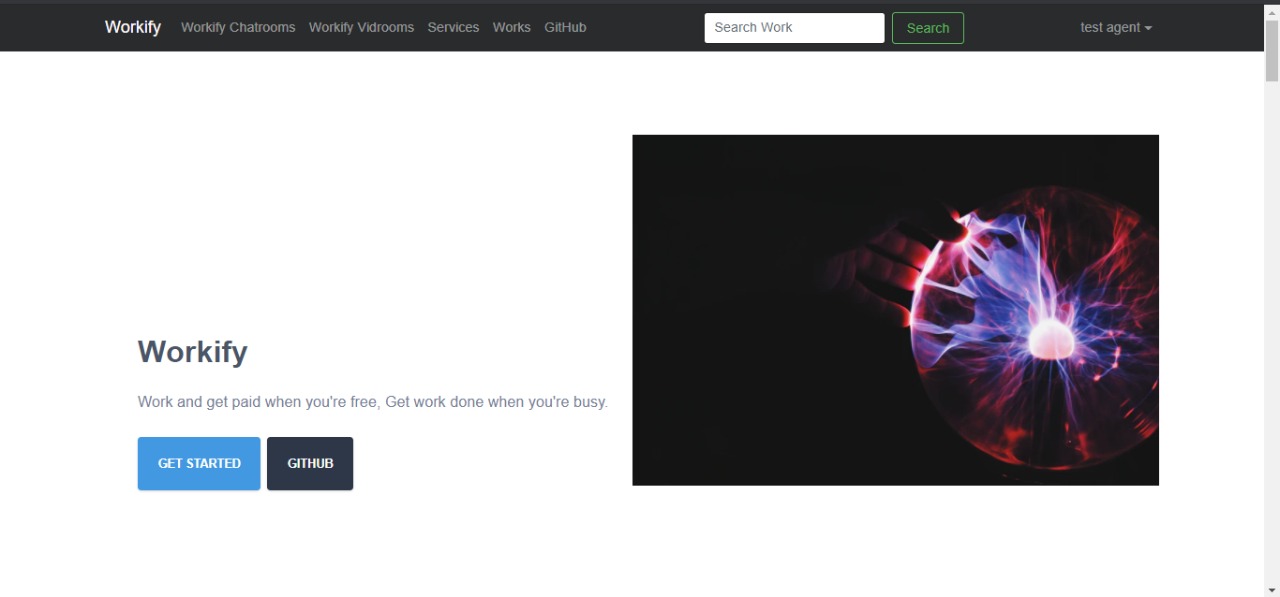 Workify Workify Chatrooms Workify Vidrooms Services Works GitHub Search Work Search test agent
Workify
Work and get paid when you're free, Get work done when you're busy.
GET STARTED GITHUB